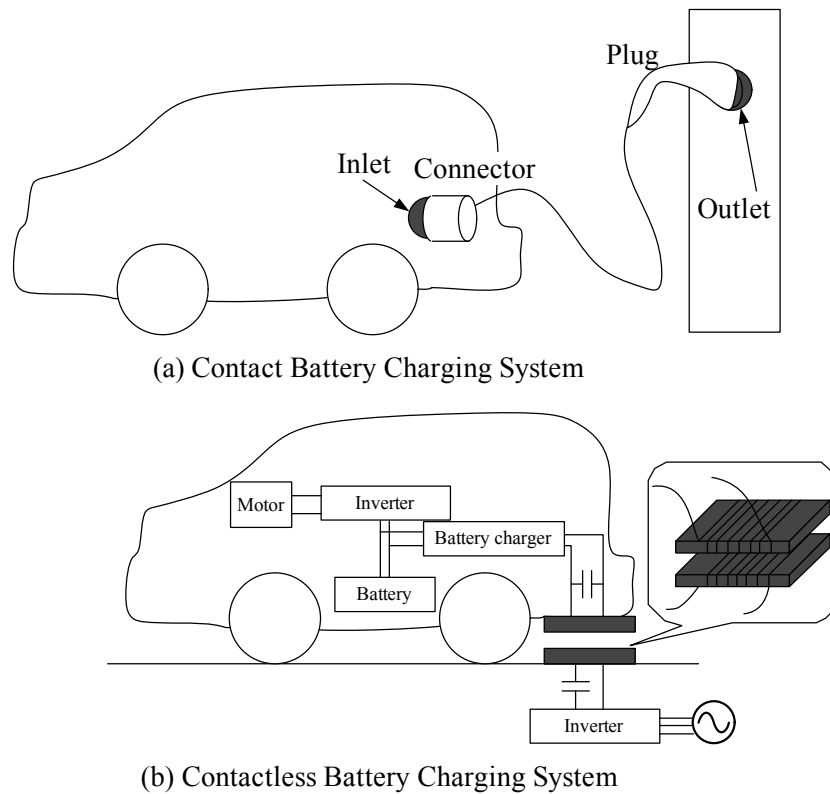 Plug
Inlet
Connector
Outlet
(a) Contact Battery Charging System
Motor
Inverter
Battery charger
Battery
Inverter
(b) Contactless Battery Charging System